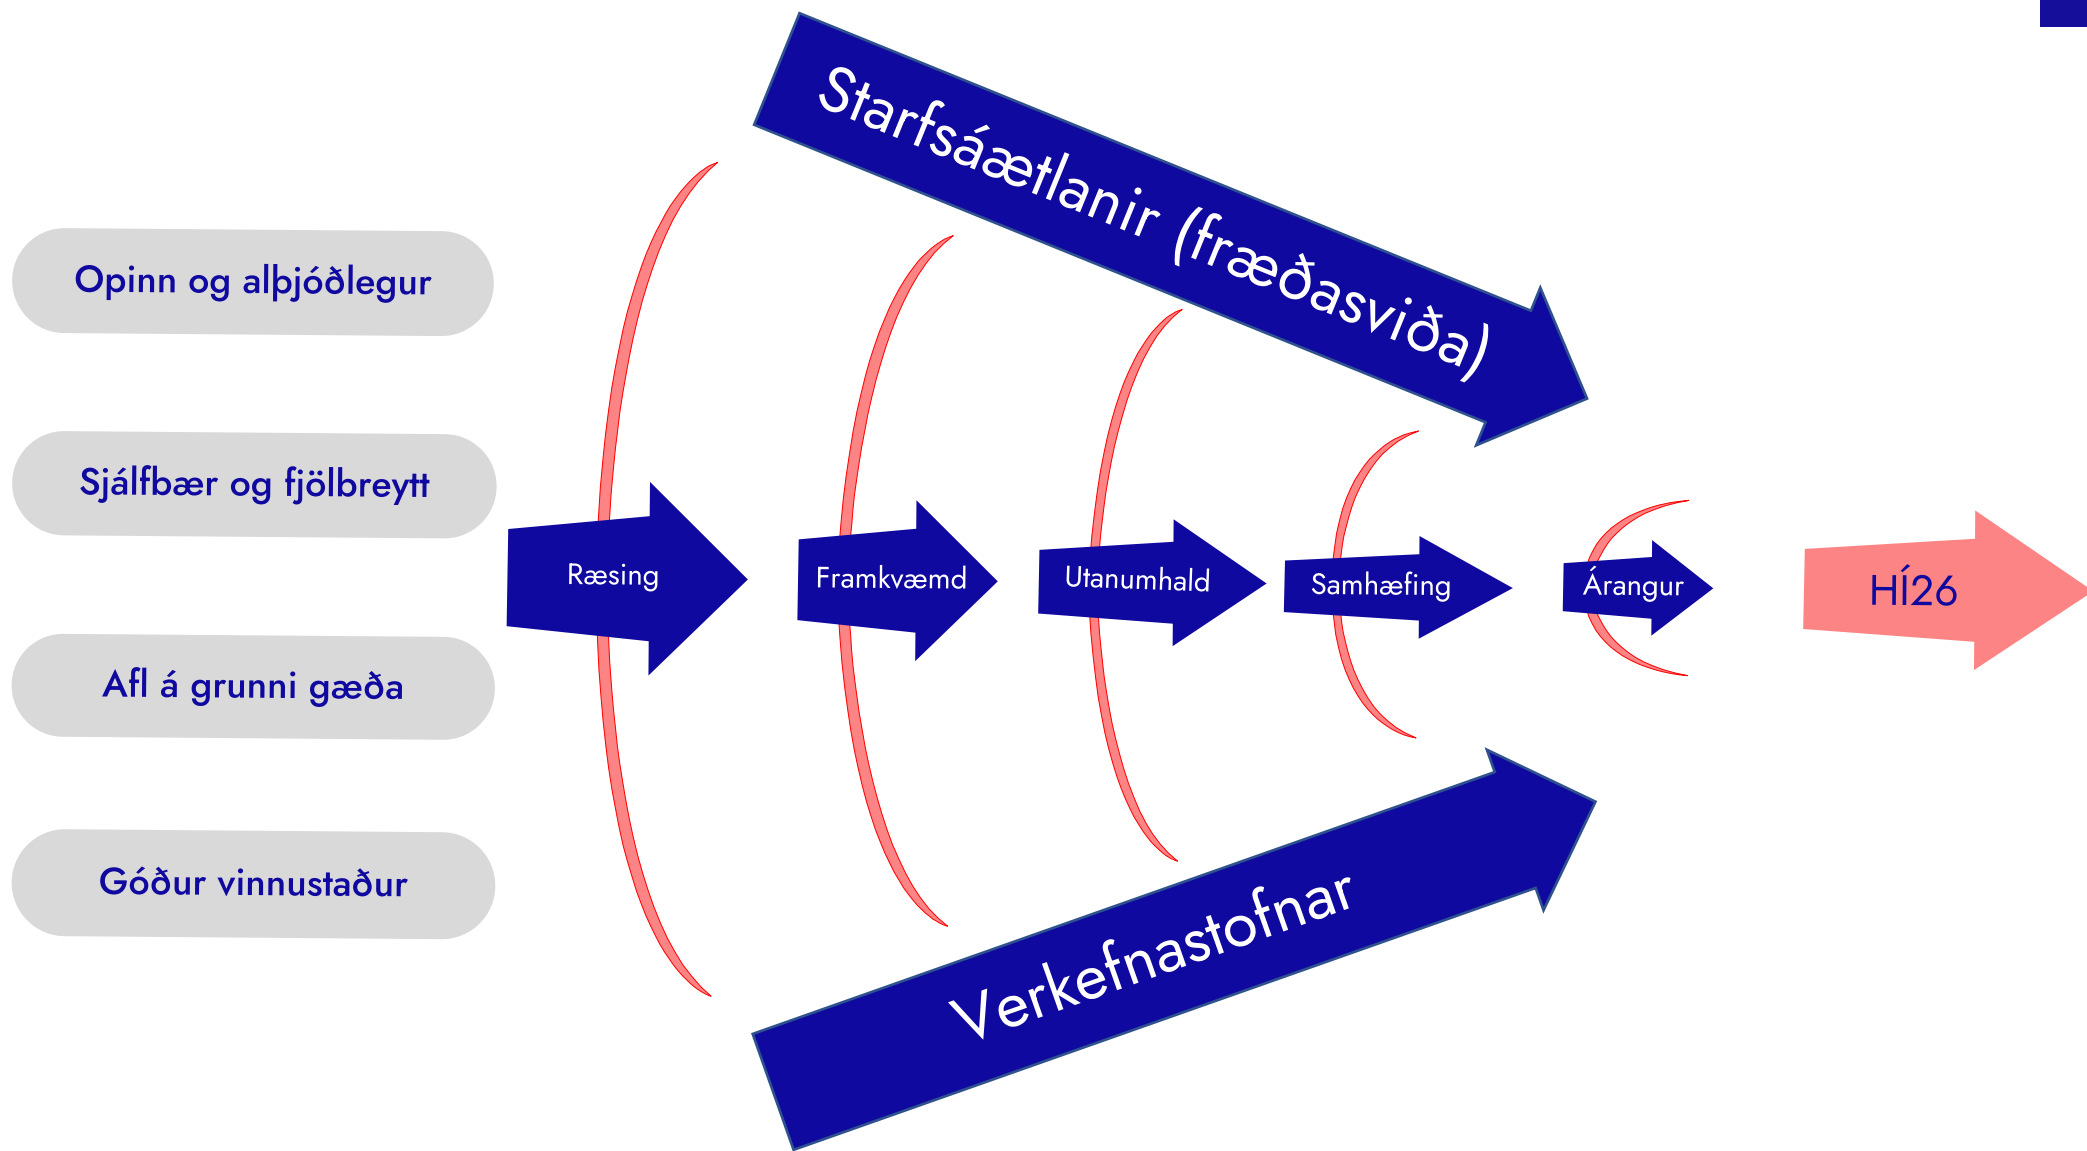 Starfsáætlanir (fræðasviða)
Opinn og alþjóðlegur
Sjálfbær og fjölbreytt
Afl á grunni gæða
Góður vinnustaður
Ræsing
Framkvæmd
Utanumhald
Samhæfing
Árangur
HÍ26
Verkefnastofnar